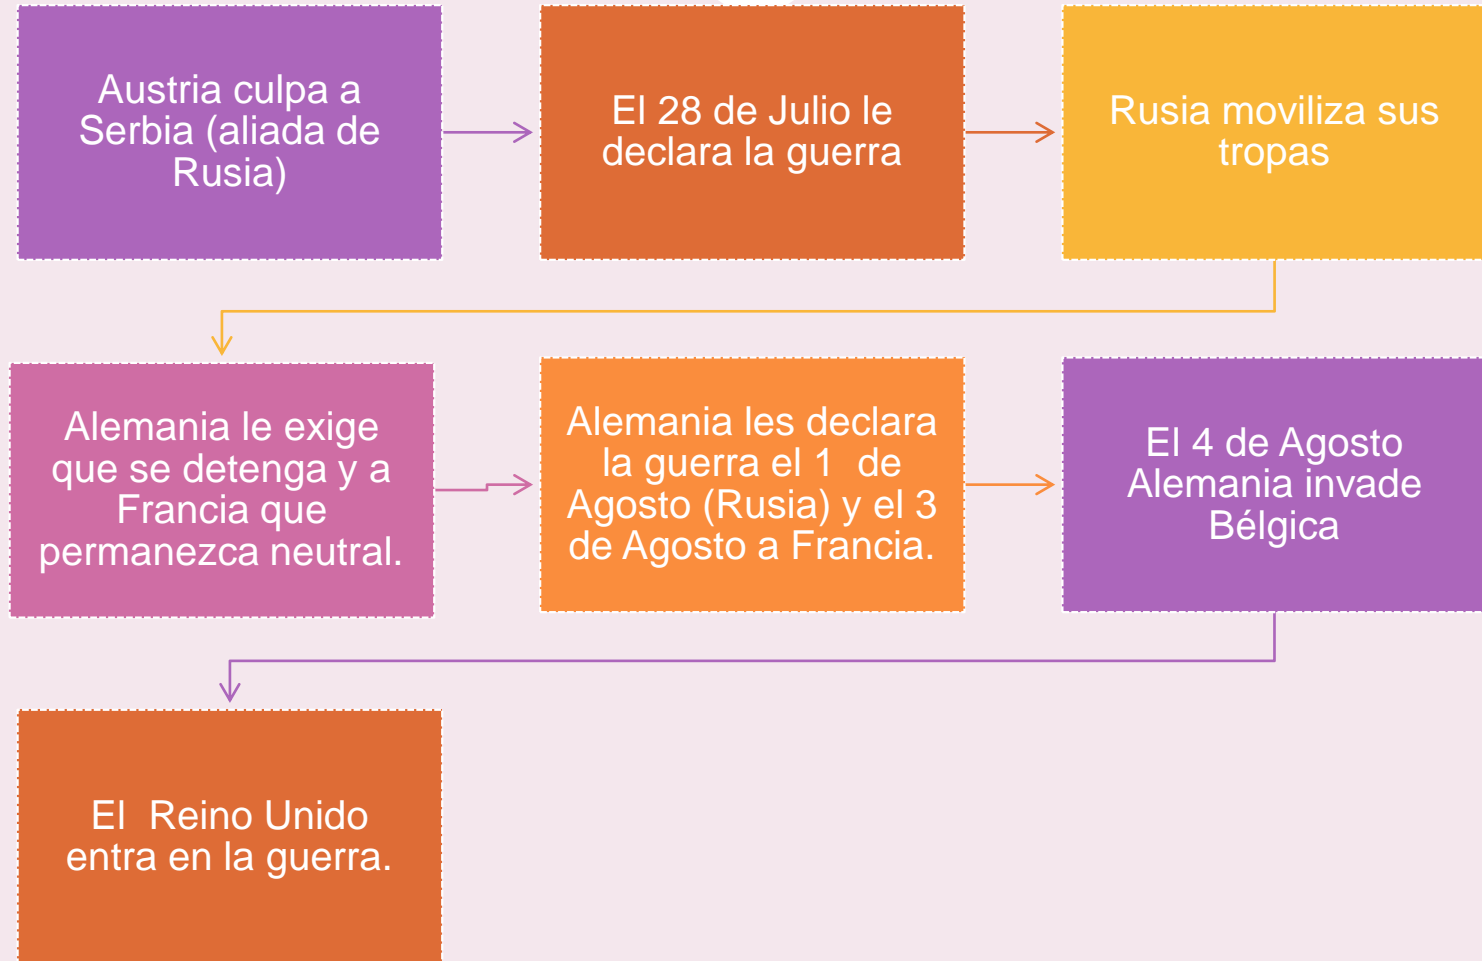 Austria culpa a
Serbia (aliada de
Rusia)
El 28 de Julio le
declara la guerra
Rusia moviliza sus
tropas
Alemania le exige
que se detenga y a
Francia que
permanezca neutral.
Alemania les declara
la guerra el 1 de
Agosto (Rusia) y el 3
de Agosto a Francia.
El 4 de Agosto
Alemania invade
Bélgica
El Reino Unido
entra en la guerra.